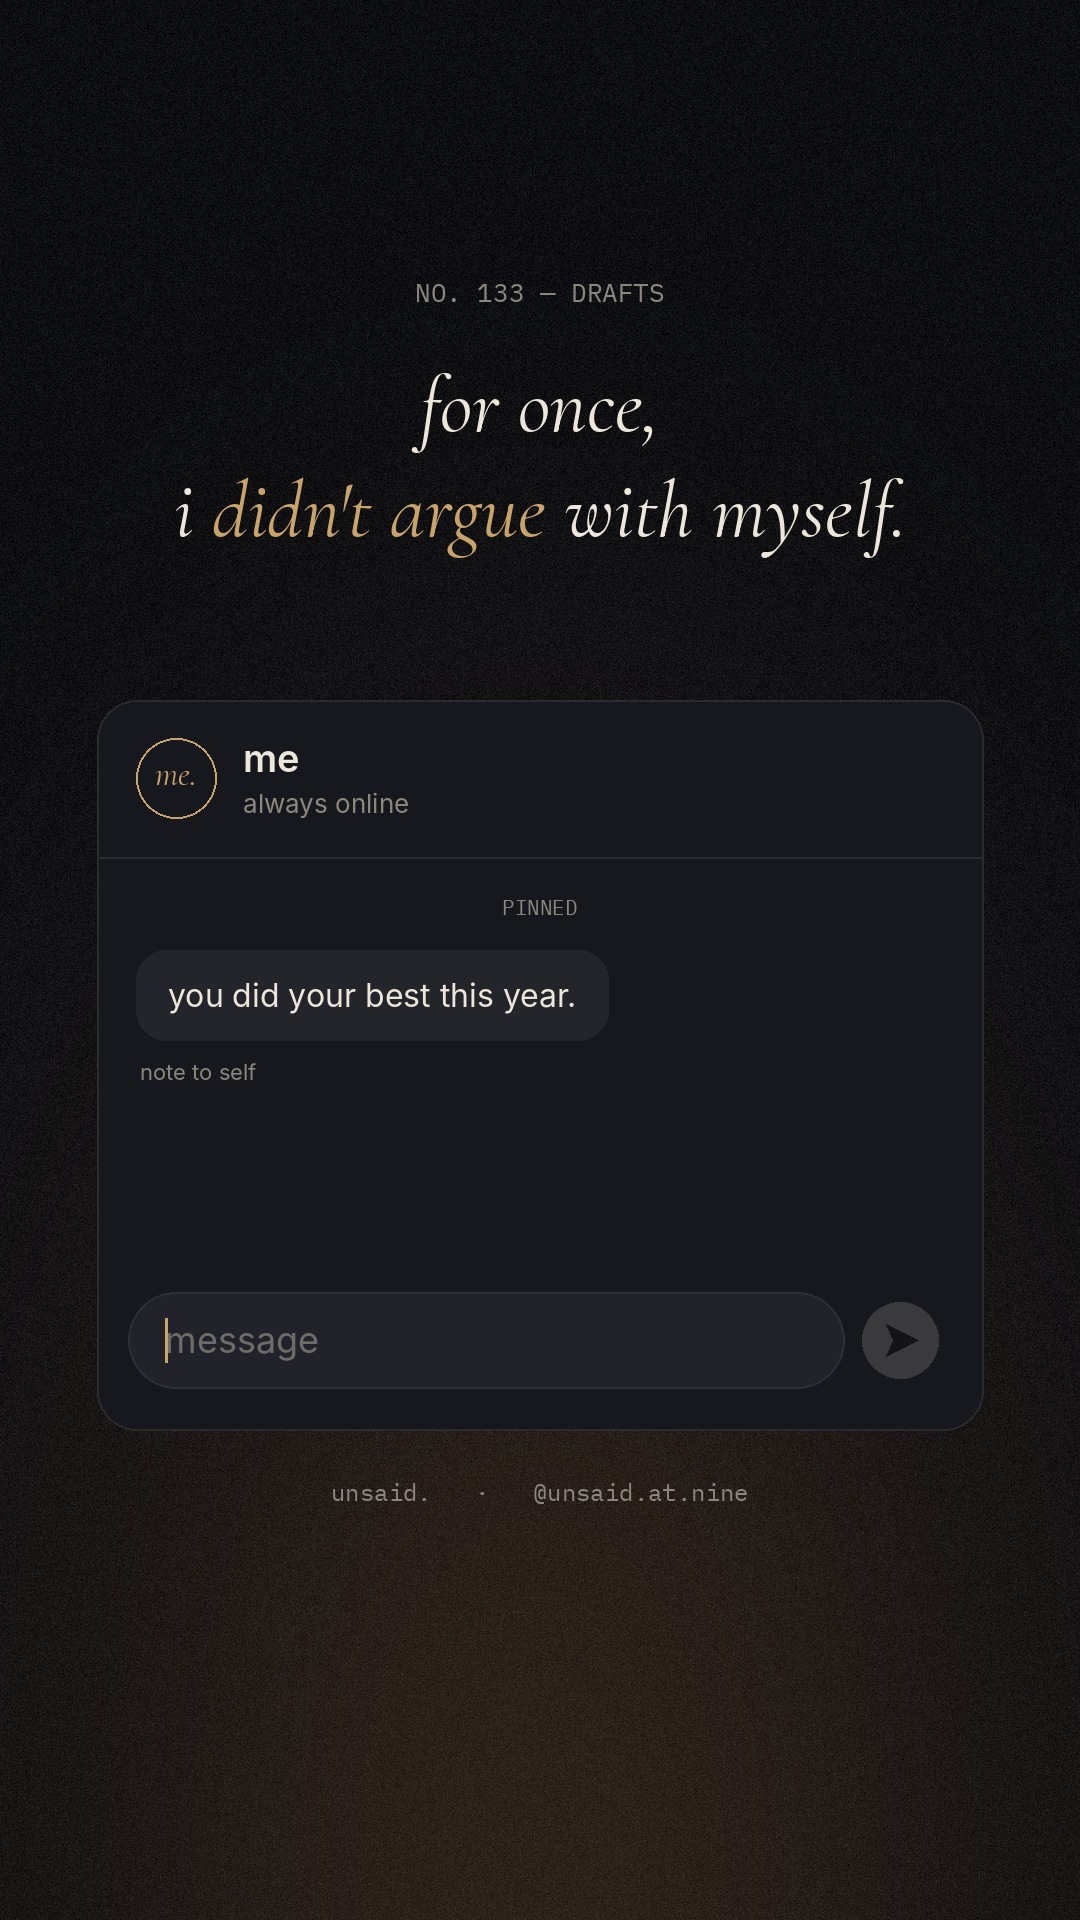 NO. 133 — DRAFTS
for once,
i didn't argue with myself.
me.
me
always online
PINNED
you did your best this year.
note to self
message
unsaid. · @unsaid.at.nine